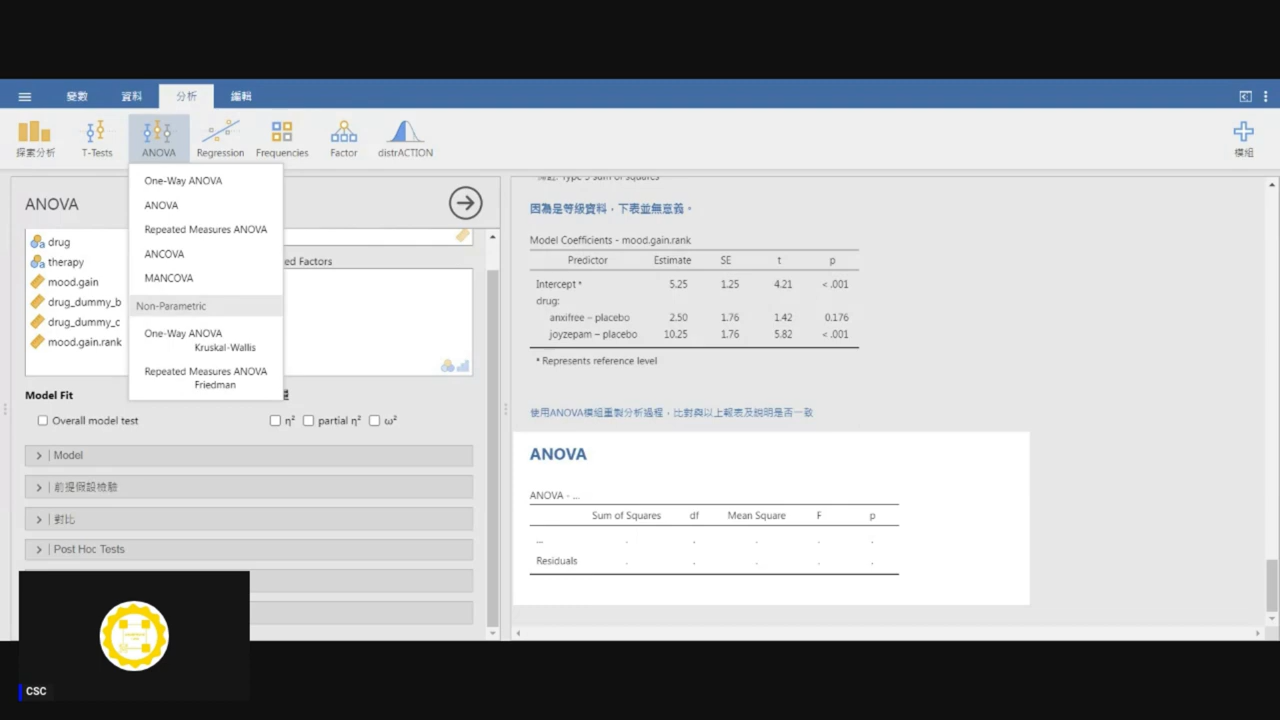 變數 資料 分析 編輯
探索分析 T-Tests ANOVA Regression Frequencies Factor distrACTION 模組
ANOVA
drug
therapy
mood.gain
drug_dummy_b
drug_dummy_c
mood.gain.rank
ed Factors
One-Way ANOVA
ANOVA
Repeated Measures ANOVA
ANCOVA
MANCOVA
Non-Parametric
One-Way ANOVA
Kruskal-Wallis
Repeated Measures ANOVA
Friedman
Model Fit
Overall model test
η² partial η² ω²
Model
前提假設檢驗
對比
Post Hoc Tests
CSC
Type 3 sum of squares
因為是等級資料，下表並無意義。
Model Coefficients - mood.gain.rank
Predictor Estimate SE t p
Intercept ᵃ 5.25 1.25 4.21 < .001
drug:
anxifree – placebo 2.50 1.76 1.42 0.176
joyzepam – placebo 10.25 1.76 5.82 < .001
ᵃ Represents reference level
使用ANOVA模組重製分析過程，比對與以上報表及說明是否一致
ANOVA
ANOVA - ...
Sum of Squares df Mean Square F p
... . . . . .
Residuals . . . . .